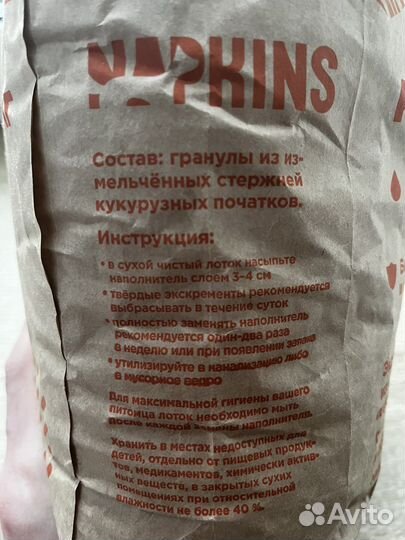 NAPKINS
Состав: гранулы из из-
мельчённых стержней
кукурузных початков.
Инструкция:
• в сухой чистый лоток насыпьте
наполнитель слоем 3-4 см
• твёрдые экскременты рекомендуется
выбрасывать в течение суток
• полностью заменять наполнитель
рекомендуется один-два раза
в неделю или при появлении запаха
• утилизируйте в канализацию либо
в мусорное ведро
Для максимальной гигиены вашего
питомца лоток необходимо мыть
после каждой замены наполнителя.
Хранить в местах недоступных для
детей, отдельно от пищевых продук-
тов, медикаментов, химически актив-
ных веществ, в закрытых сухих
помещениях при относительной
влажности не более 40 %.
Avito